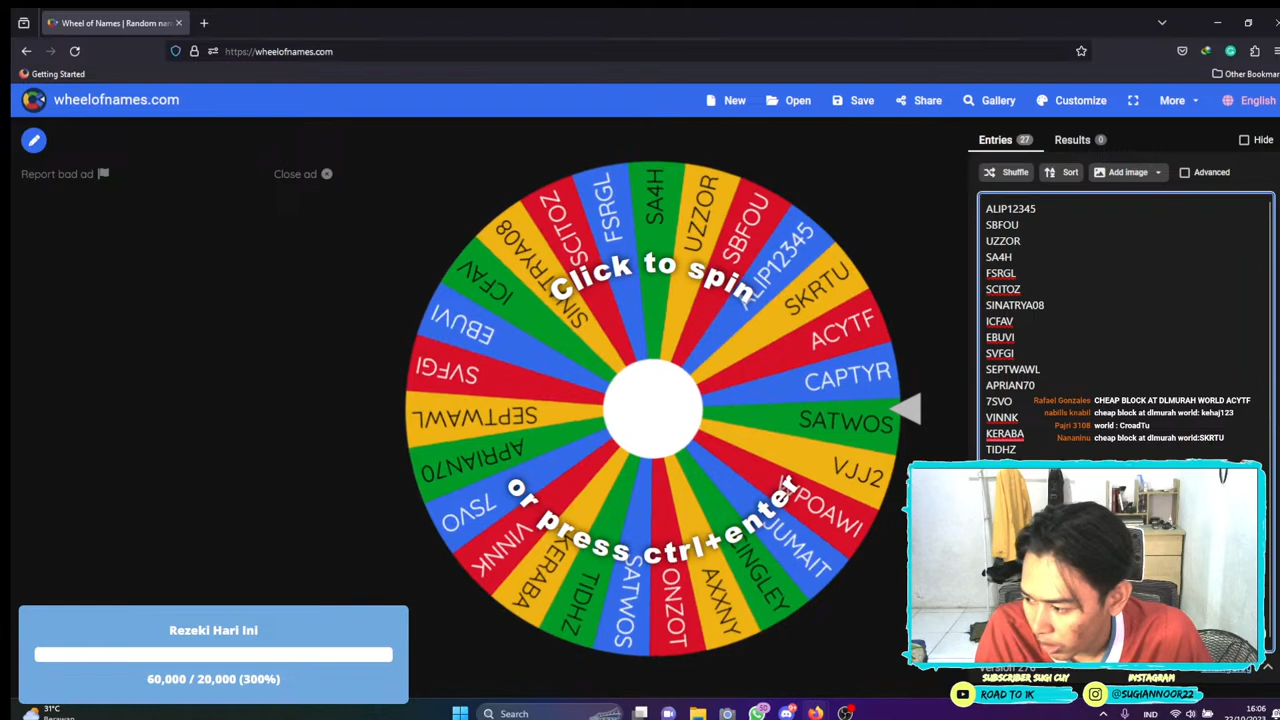 Wheel of Names | Random nam
https://wheelofnames.com
Getting Started
Other Bookmar
wheelofnames.com
New
Open
Save
Share
Gallery
Customize
More
English
Report bad ad
Close ad
Entries 27
Results 0
Hide
Shuffle
Sort
Add image
Advanced
ALIP12345
SBFOU
UZZOR
SA4H
FSRGL
SCITOZ
SINATRYA08
ICFAV
EBUVI
SVFGI
SEPTWAWL
APRIAN70
7SVO
VINNK
KERABA
TIDHZ
Rafael Gonzales CHEAP BLOCK AT DLMURAH WORLD ACYTF
nabills knabil cheap block at dlmurah world: kehaj123
Pajri 3108 world : CroadTu
Nananinu cheap block at dlmurah world:SKRTU
Click to spin
or press ctrl+enter
SA4H
UZZOR
SBFOU
ALIP12345
SKRTU
ACYTF
CAPTYR
SATWOS
VJJ2
JUMAIT
AXXNY
ONZOT
SATWOS
TIDHZ
KERABA
VINNK
7SVO
APRIAN70
SEPTWAWL
SVFGI
EBUVI
ICFAV
SCITOZ
FSRGL
Rezeki Hari Ini
60,000 / 20,000 (300%)
SUBSCRIBER SUGI CUY
ROAD TO 1K
INSTAGRAM
@SUGIANNOOR22
31°C
Berawan
Search
50
IND
16:06